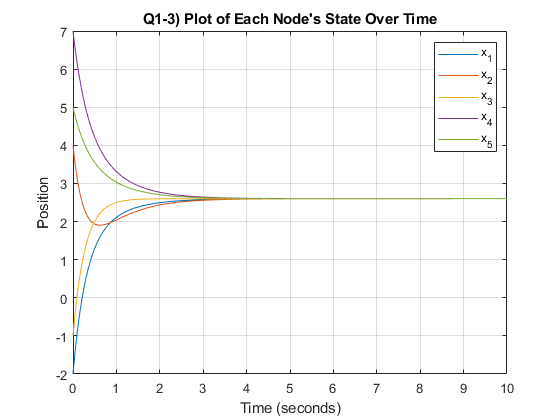 Q1-3) Plot of Each Node's State Over Time
7
6
5
4
3
2
1
0
-1
-2
Position
x1
x2
x3
x4
x5
0 1 2 3 4 5 6 7 8 9 10
Time (seconds)